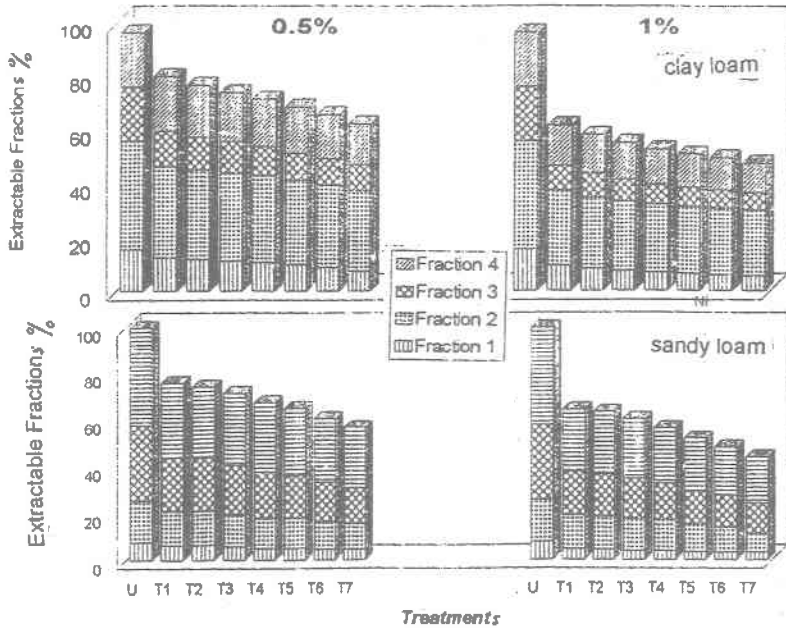 0.5%
1%
clay loam
Extractable Fractions %
100
80
60
40
20
0
Fraction 4
Fraction 3
Fraction 2
Fraction 1
Ni
sandy loam
Extractable Fractions %
100
80
60
40
20
0
U T1 T2 T3 T4 T5 T6 T7
U T1 T2 T3 T4 T5 T6 T7
Treatments